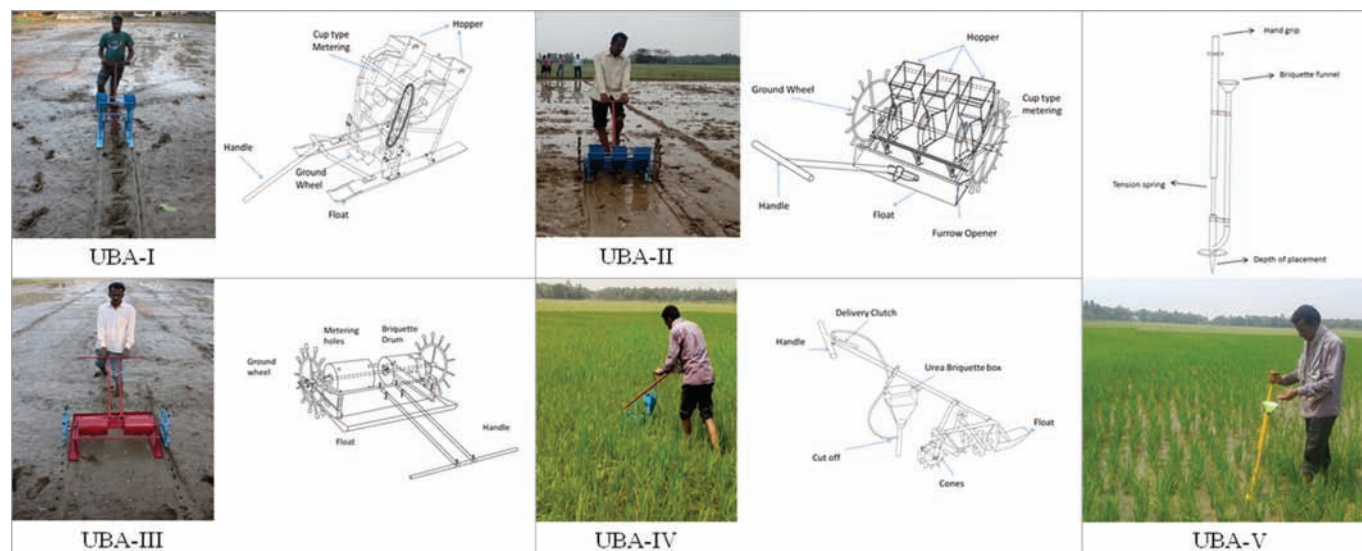 Hopper
Cup type
Metering
Handle
Ground
Wheel
Float
UBA-I
Hopper
Ground Wheel
Cup type
metering
Handle
Float
Furrow Opener
UBA-II
Hand grip
Briquette funnel
Tension spring
Depth of placement
Metering
holes
Briquette
Drum
Ground
wheel
Handle
Float
UBA-III
Delivery Clutch
Handle
Urea Briquette box
Float
Cut off
Cones
UBA-IV
UBA-V